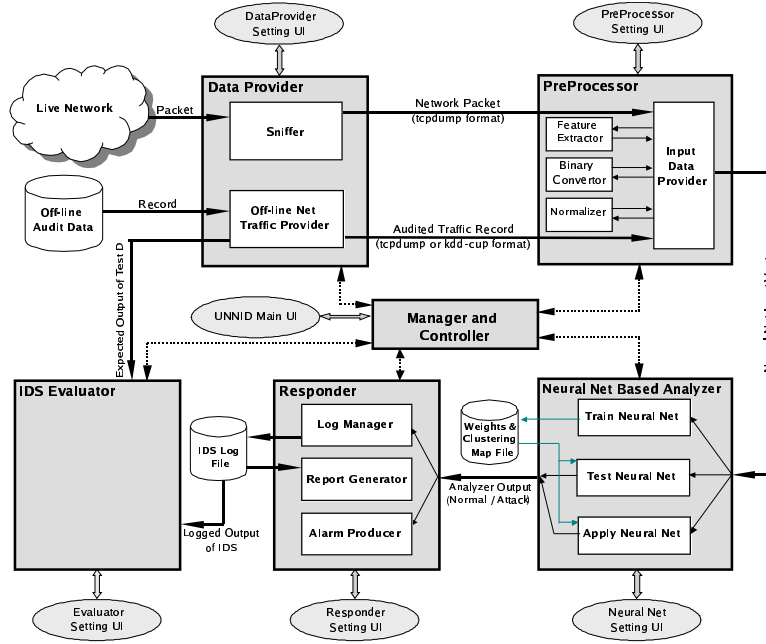 DataProvider
Setting UI
PreProcessor
Setting UI
Data Provider
PreProcessor
Live Network
Packet
Sniffer
Network Packet
(tcpdump format)
Feature
Extractor
Binary
Convertor
Normalizer
Input
Data
Provider
Off-line
Audit Data
Record
Off-line Net
Traffic Provider
Audited Traffic Record
(tcpdump or kdd-cup format)
Expected Output of Test D
UNNID Main UI
Manager and
Controller
IDS Evaluator
Responder
Neural Net Based Analyzer
IDS Log
File
Log Manager
Report Generator
Alarm Producer
Weights &
Clustering
Map File
Train Neural Net
Test Neural Net
Apply Neural Net
Analyzer Output
(Normal / Attack)
Logged Output
of IDS
Evaluator
Setting UI
Responder
Setting UI
Neural Net
Setting UI